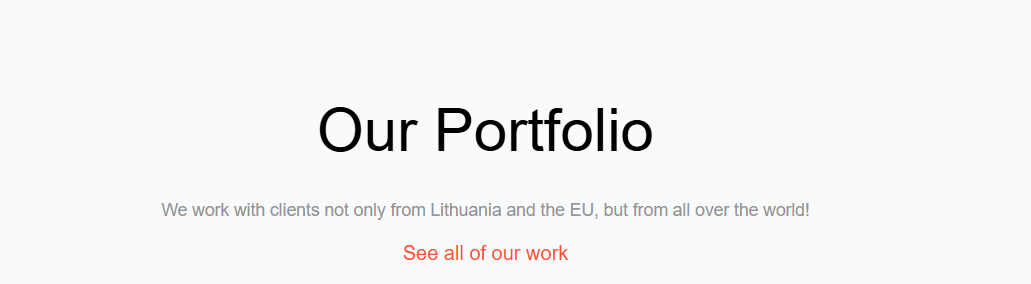 Our Portfolio
We work with clients not only from Lithuania and the EU, but from all over the world!
See all of our work